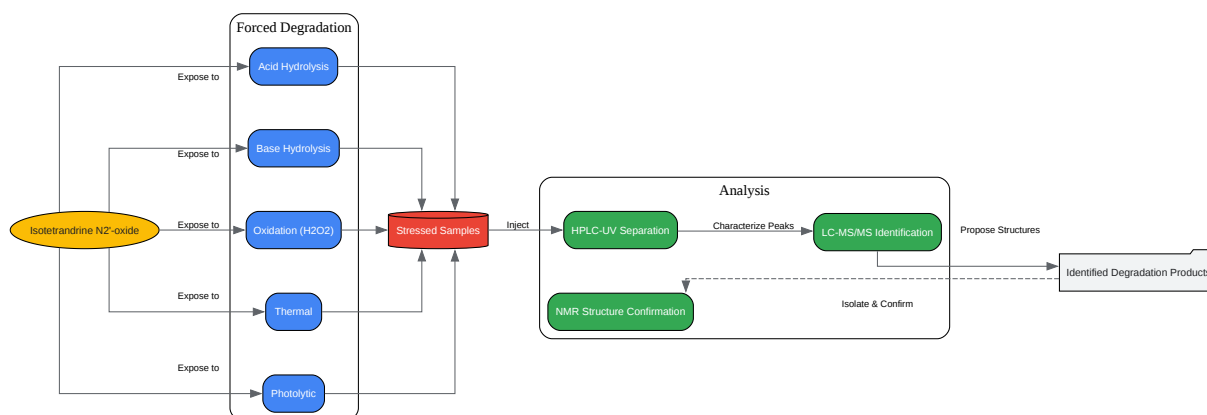 Forced Degradation
Acid Hydrolysis
Expose to
Base Hydrolysis
Expose to
Analysis
Isotetrandrine N2'-oxide
Expose to
Oxidation (H2O2)
Stressed Samples
Inject
HPLC-UV Separation
Characterize Peaks
LC-MS/MS Identification
Propose Structures
Identified Degradation Products
Expose to
Thermal
NMR Structure Confirmation
Isolate & Confirm
Expose to
Photolytic